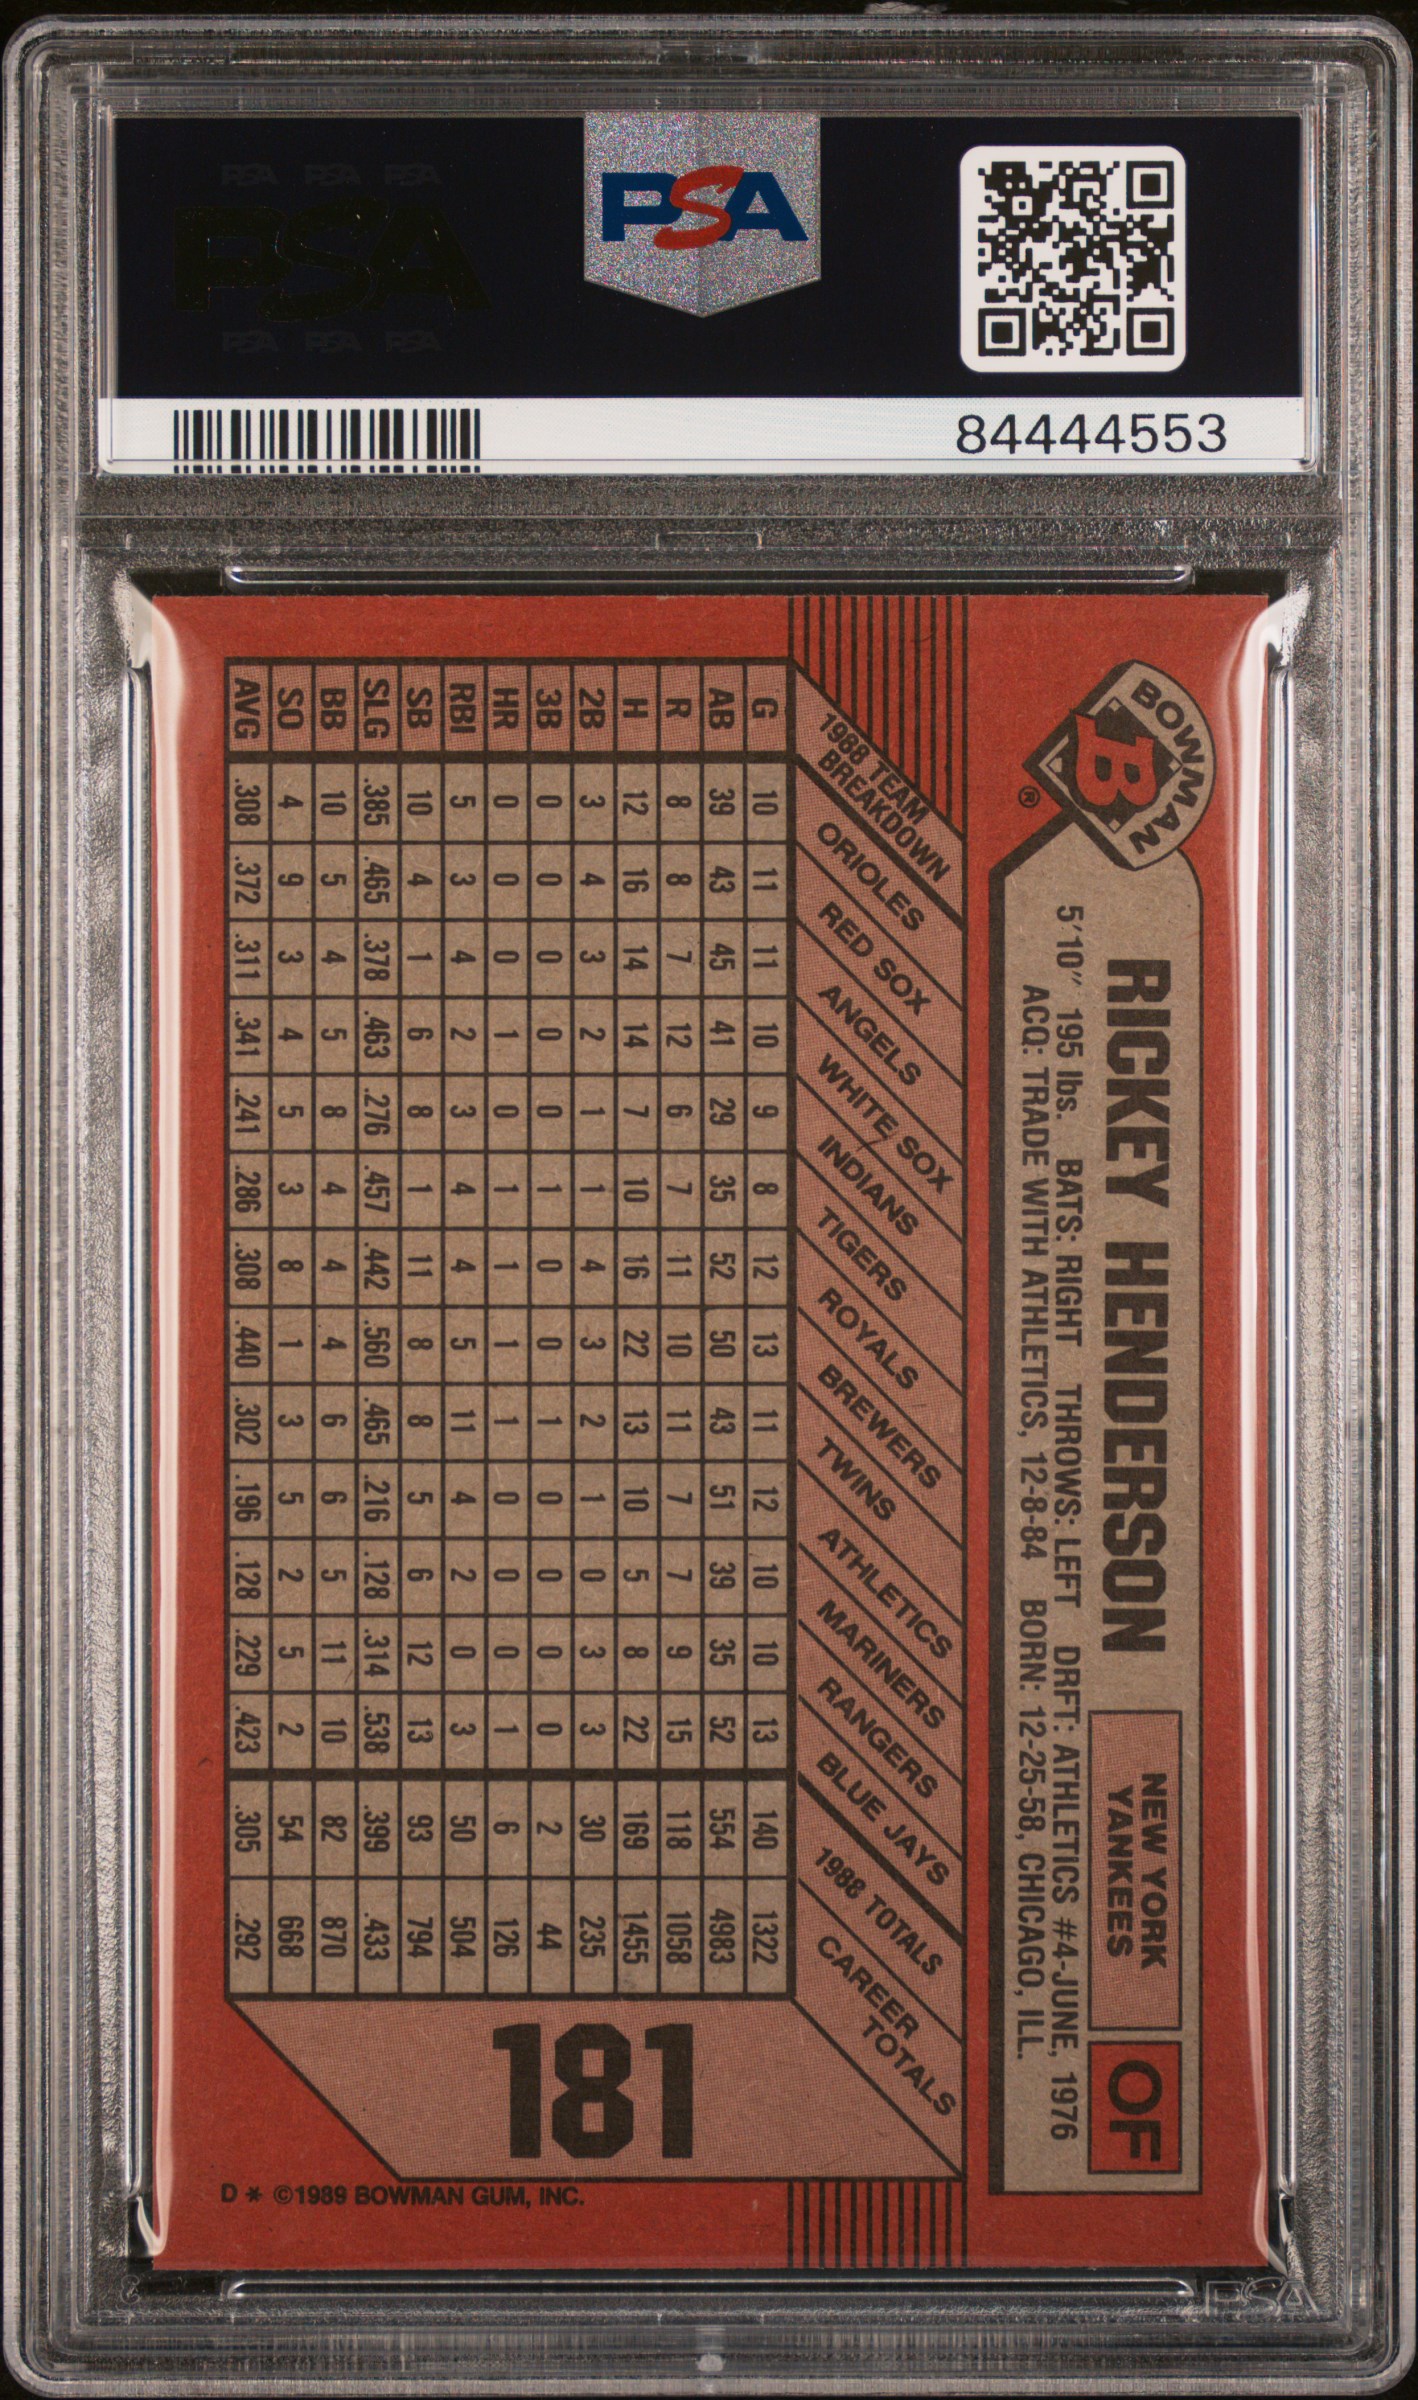 PSA PSA PSA
PSA
PSA PSA PSA
PSA
84444553
BOWMAN
B
®
RICKEY HENDERSON
NEW YORK
YANKEES
OF
5'10" 195 lbs. BATS: RIGHT THROWS: LEFT DRFT: ATHLETICS #4-JUNE, 1976
ACQ: TRADE WITH ATHLETICS, 12-8-84 BORN: 12-25-58, CHICAGO, ILL.
1988 TEAM
BREAKDOWN
ORIOLES
RED SOX
ANGELS
WHITE SOX
INDIANS
TIGERS
ROYALS
BREWERS
TWINS
ATHLETICS
MARINERS
RANGERS
BLUE JAYS
1988 TOTALS
CAREER
TOTALS
G 10 11 11 10 9 8 12 13 11 12 10 10 13 140 1322
AB 39 43 45 41 29 35 52 50 43 51 39 35 52 554 4983
R 8 8 7 12 6 7 11 10 11 7 7 9 15 118 1058
H 12 16 14 14 7 10 16 22 13 10 5 8 22 169 1455
2B 3 4 3 2 1 1 4 3 2 1 0 3 3 30 235
3B 0 0 0 0 0 1 0 0 1 0 0 0 0 2 44
HR 0 0 0 1 0 1 1 1 1 0 0 0 1 6 126
RBI 5 3 4 2 3 4 4 5 11 4 2 0 3 50 504
SB 10 4 1 6 8 1 11 8 8 5 6 12 13 93 794
SLG .385 .465 .378 .463 .276 .457 .442 .560 .465 .216 .128 .314 .538 .399 .433
BB 10 5 4 5 8 4 4 4 6 6 5 11 10 82 870
SO 4 9 3 4 5 3 8 1 3 5 2 5 2 54 668
AVG .308 .372 .311 .341 .241 .286 .308 .440 .302 .196 .128 .229 .423 .305 .292
181
D * ©1989 BOWMAN GUM, INC.
PSA